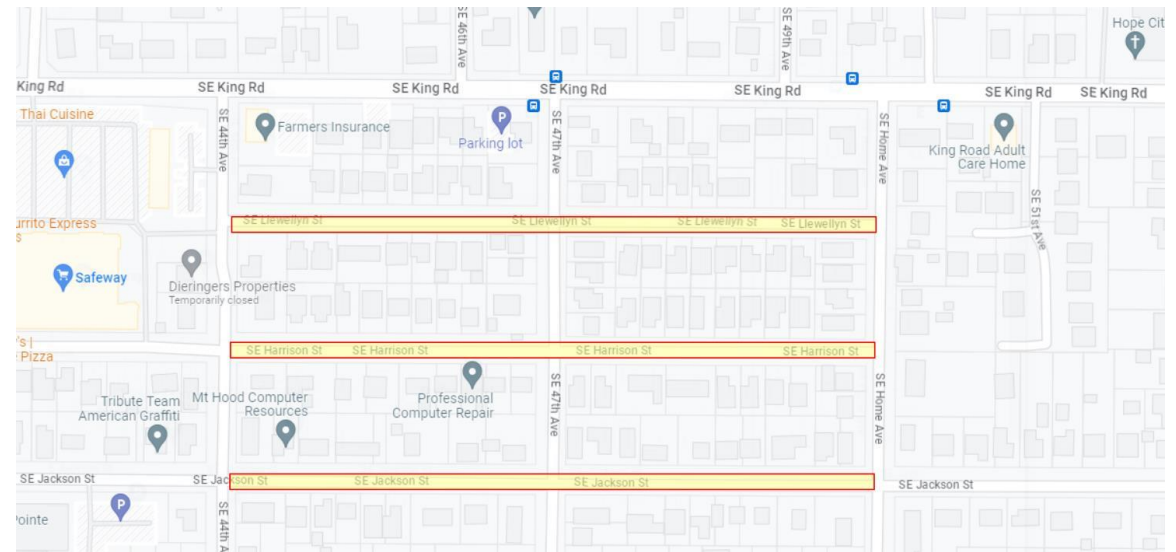 SE 46th Ave
SE 49th Ave
Hope Cit
King Rd
SE King Rd
SE King Rd
SE King Rd
SE King Rd
SE King Rd
SE King Rd
Thai Cuisine
SE 44th Ave
Farmers Insurance
P
Parking lot
SE 47th Ave
SE Home Ave
King Road Adult
Care Home
SE 51st Ave
urrito Express
s
SE Llewellyn St
SE Llewellyn St
SE Llewellyn St
SE Llewellyn St
Safeway
Dieringers Properties
Temporarily closed
's |
Pizza
SE Harrison St
SE Harrison St
SE Harrison St
SE Harrison St
Tribute Team
American Graffiti
Mt Hood Computer
Resources
Professional
Computer Repair
SE 47th Ave
SE Home Ave
SE Jackson St
SE Jackson St
SE Jackson St
SE Jackson St
SE Jackson St
Pointe
P
SE 44th A